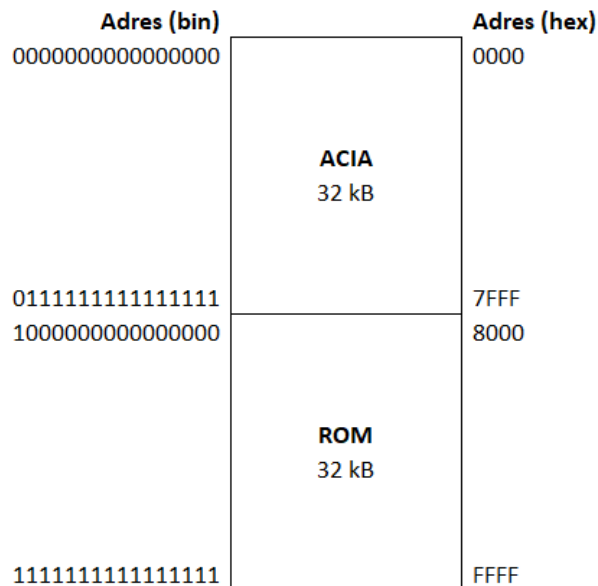 Adres (bin) Adres (hex)
0000000000000000 0000
ACIA
32 kB
0111111111111111 7FFF
1000000000000000 8000
ROM
32 kB
1111111111111111 FFFF